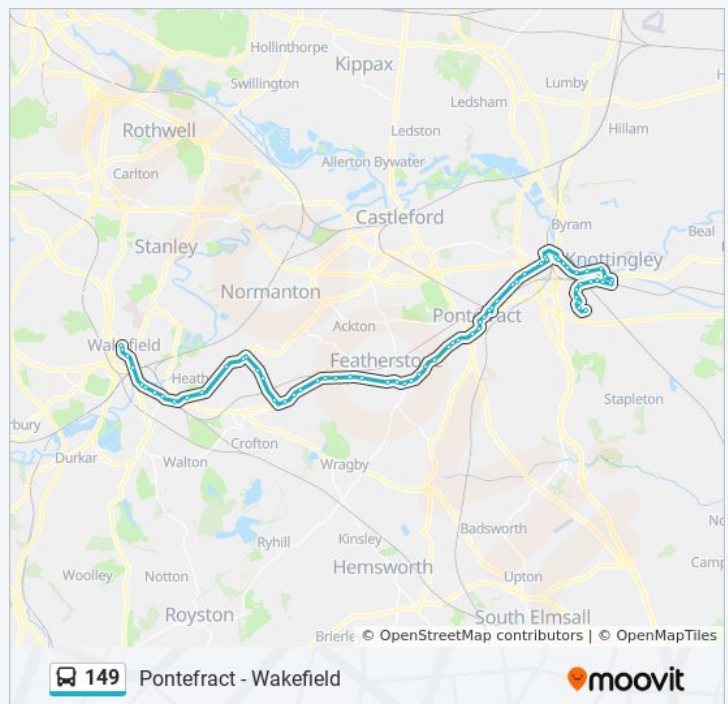 Hollinthorpe
Kippax
Swillington
Lumby
Ledsham
Rothwell
Ledston
Hillam
Allerton Bywater
Carlton
Castleford
Byram
Beal
Stanley
Knottingley
Normanton
Pontefract
Ackton
Wakefield
Featherstone
Heath
Stapleton
Crofton
Durkar
Walton
Wragby
Badsworth
Ryhill
Kinsley
Hemsworth
Woolley
Notton
Upton
Royston
South Elmsall
© OpenStreetMap contributors | © OpenMapTiles
149 Pontefract - Wakefield
moovit